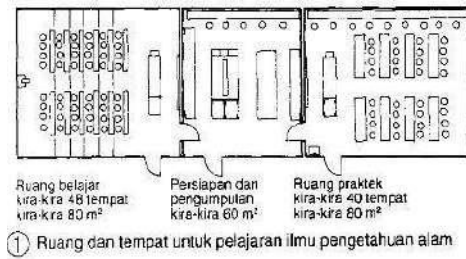 Ruang belajar
kira-kira 48 tempat
kira-kira 80 m²
Persiapan dan
pengumpulan
kira-kira 60 m²
Ruang praktek
kira-kira 40 tempat
kira-kira 80 m²
1 Ruang dan tempat untuk pelajaran ilmu pengetahuan alam